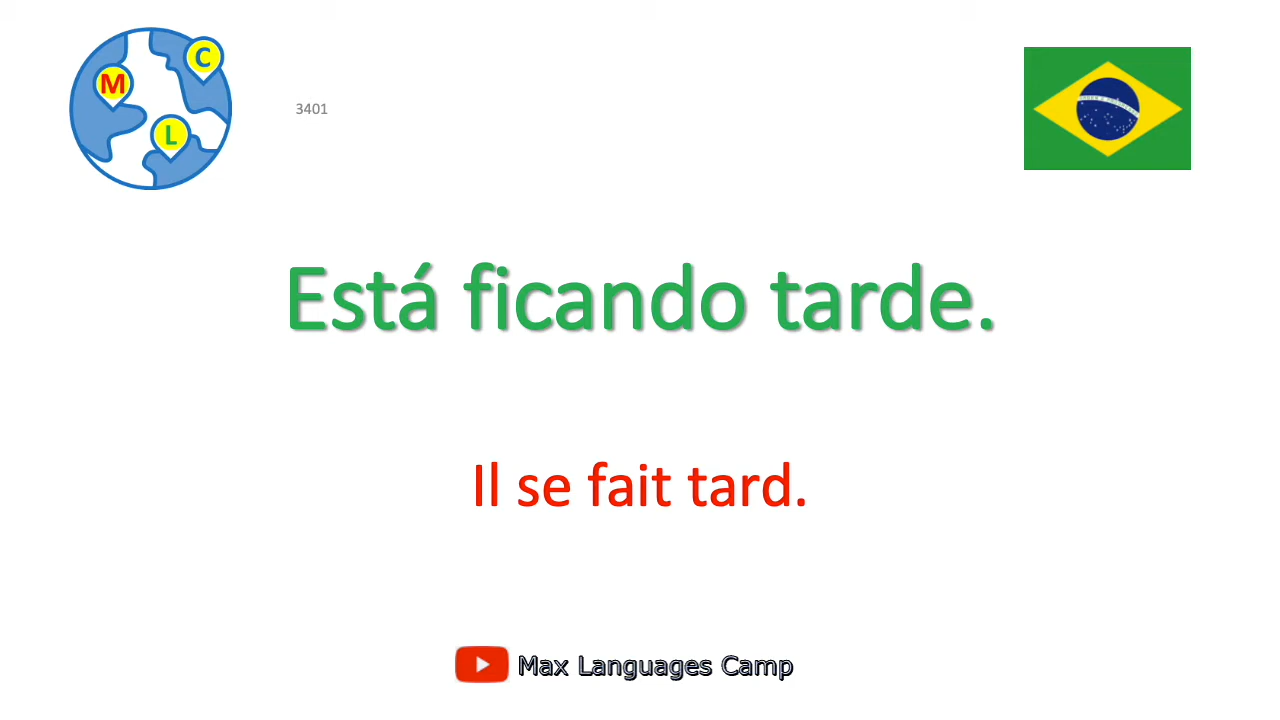 M
C
L
3401
Está ficando tarde.
Il se fait tard.
Max Languages Camp